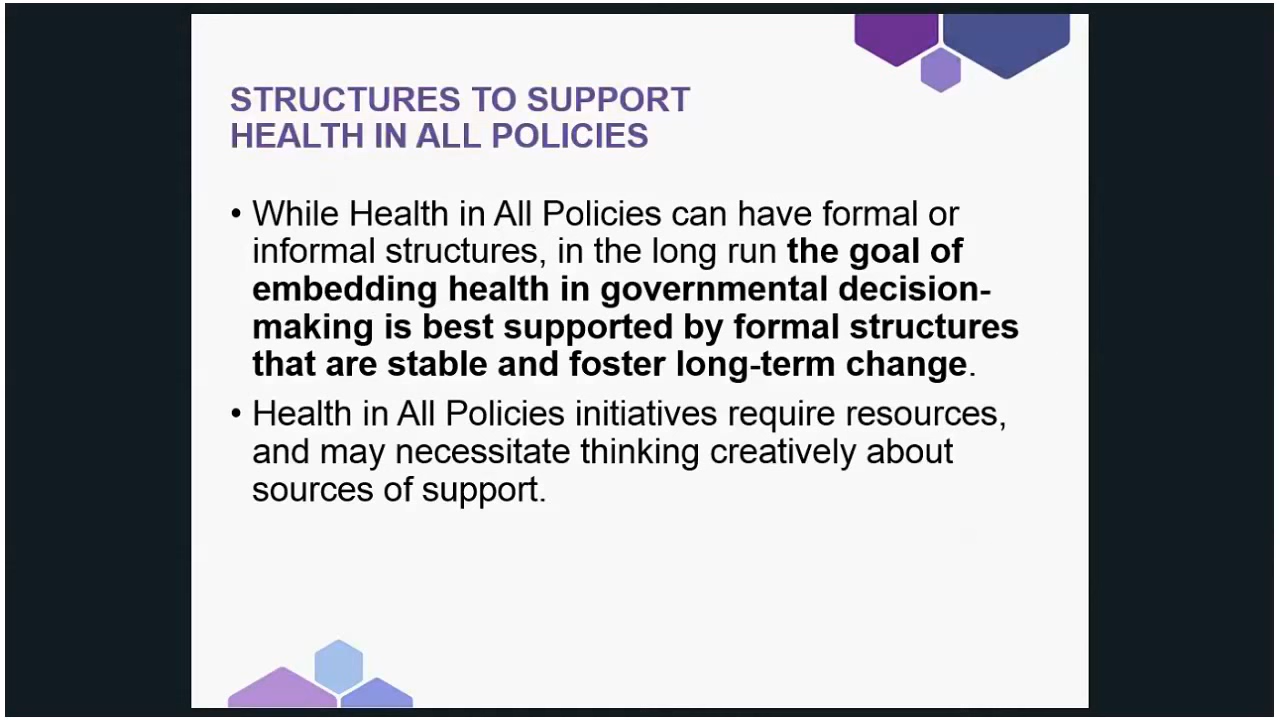 STRUCTURES TO SUPPORT
HEALTH IN ALL POLICIES
• While Health in All Policies can have formal or
informal structures, in the long run the goal of
embedding health in governmental decision-
making is best supported by formal structures
that are stable and foster long-term change.
• Health in All Policies initiatives require resources,
and may necessitate thinking creatively about
sources of support.